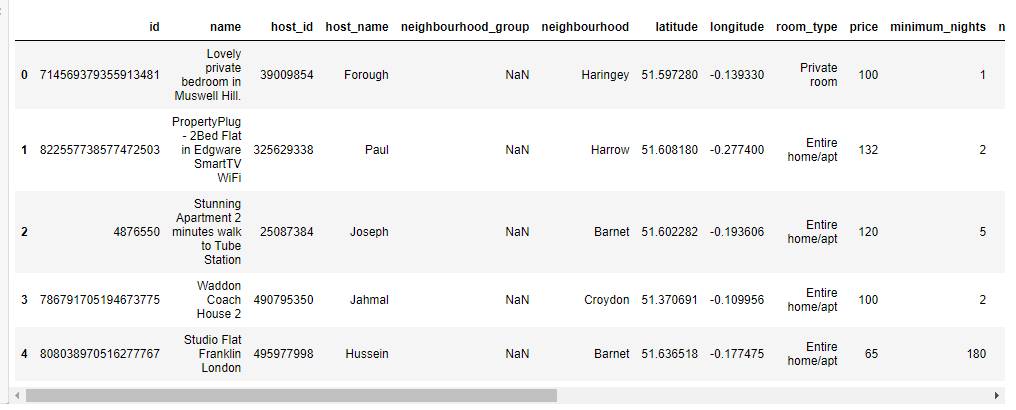 id name host_id host_name neighbourhood_group neighbourhood latitude longitude room_type price minimum_nights n
0 714569379355913481 Lovely private bedroom in Muswell Hill. 39009854 Forough NaN Haringey 51.597280 -0.139330 Private room 100 1
1 822557738577472503 PropertyPlug - 2Bed Flat in Edgware SmartTV WiFi 325629338 Paul NaN Harrow 51.608180 -0.277400 Entire home/apt 132 2
2 4876550 Stunning Apartment 2 minutes walk to Tube Station 25087384 Joseph NaN Barnet 51.602282 -0.193606 Entire home/apt 120 5
3 786791705194673775 Waddon Coach House 2 490795350 Jahmal NaN Croydon 51.370691 -0.109956 Entire home/apt 100 2
4 808038970516277767 Studio Flat Franklin London 495977998 Hussein NaN Barnet 51.636518 -0.177475 Entire home/apt 65 180